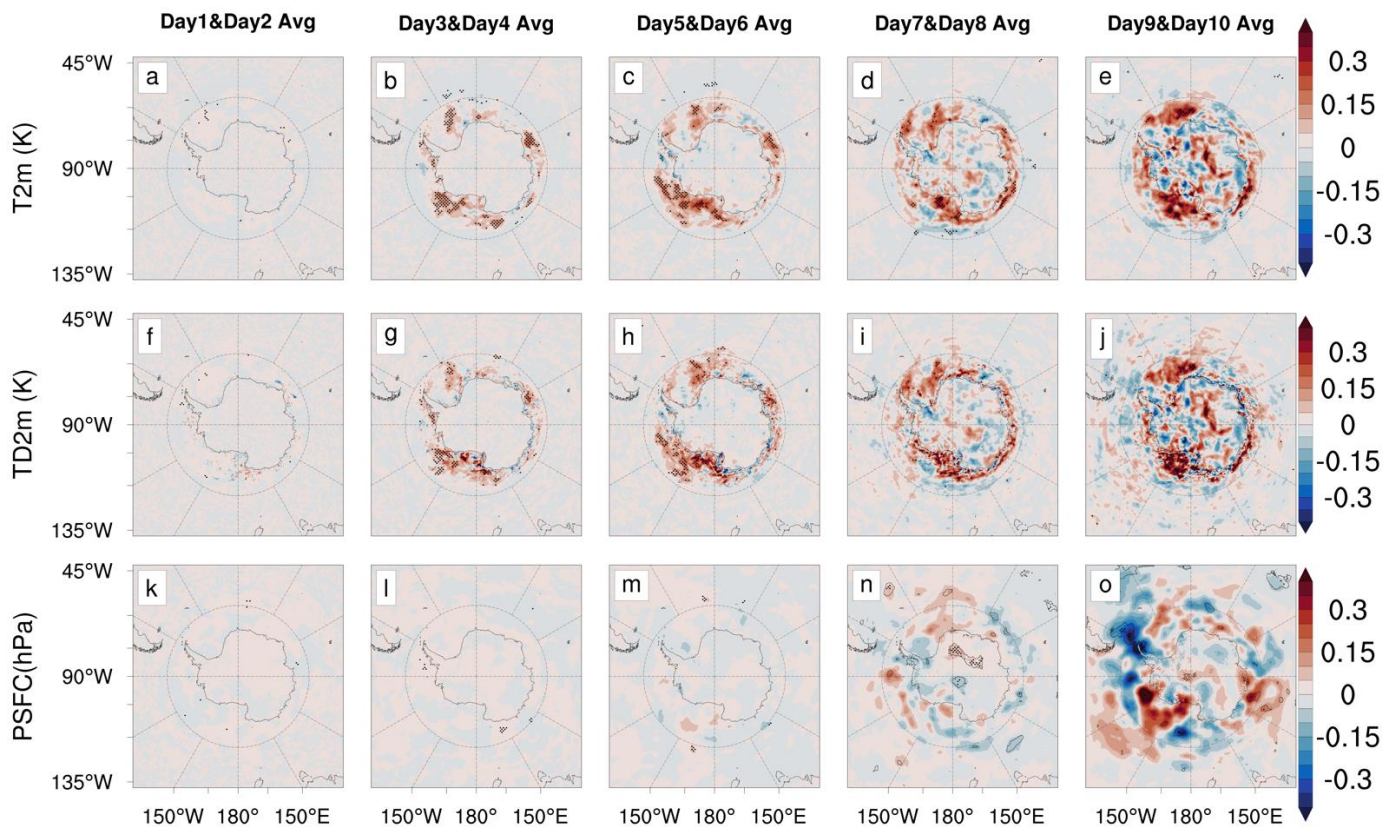 Day1&Day2 Avg Day3&Day4 Avg Day5&Day6 Avg Day7&Day8 Avg Day9&Day10 Avg
T2m (K)
45°W
90°W
135°W
a b c d e
0.3
0.15
0
-0.15
-0.3
TD2m (K)
45°W
90°W
135°W
f g h i j
0.3
0.15
0
-0.15
-0.3
PSFC(hPa)
45°W
90°W
135°W
k l m n o
0.3
0.15
0
-0.15
-0.3
150°W 180° 150°E 150°W 180° 150°E 150°W 180° 150°E 150°W 180° 150°E 150°W 180° 150°E